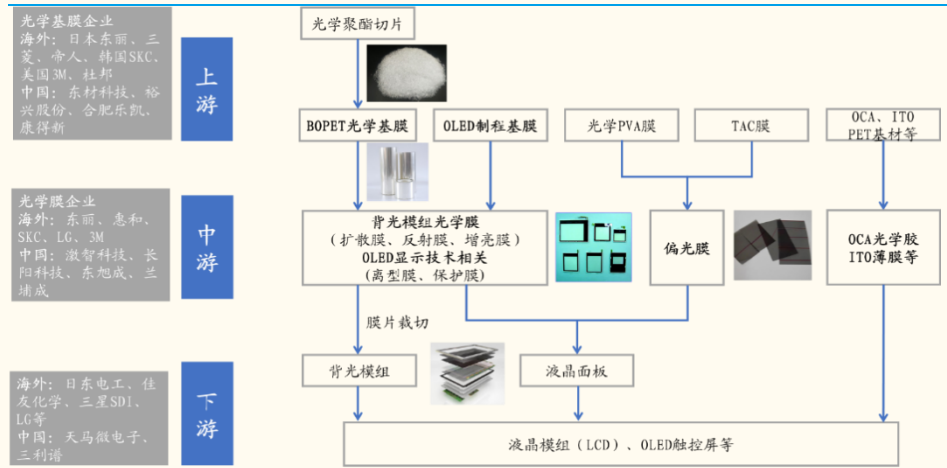 光学基膜企业
海外：日本东丽、三
菱、帝人、韩国SKC、
美国3M、杜邦
中国：东材科技、裕
兴股份、合肥乐凯、
康得新
上
游
光学聚酯切片
BOPET光学基膜
OLED制程基膜
光学PVA膜
TAC膜
OCA、ITO
PET基材等
光学膜企业
海外：东丽、惠和、
SKC、LG、3M
中国：激智科技、长
阳科技、东旭成、兰
埔成
中
游
背光模组光学膜
（扩散膜、反射膜、增亮膜）
OLED显示技术相关
(离型膜、保护膜)
偏光膜
OCA光学胶
ITO薄膜等
膜片裁切
海外：日东电工、佳
友化学、三星SDI、
LG等
中国：天马微电子、
三利谱
下
游
背光模组
液晶面板
液晶模组（LCD）、OLED触控屏等